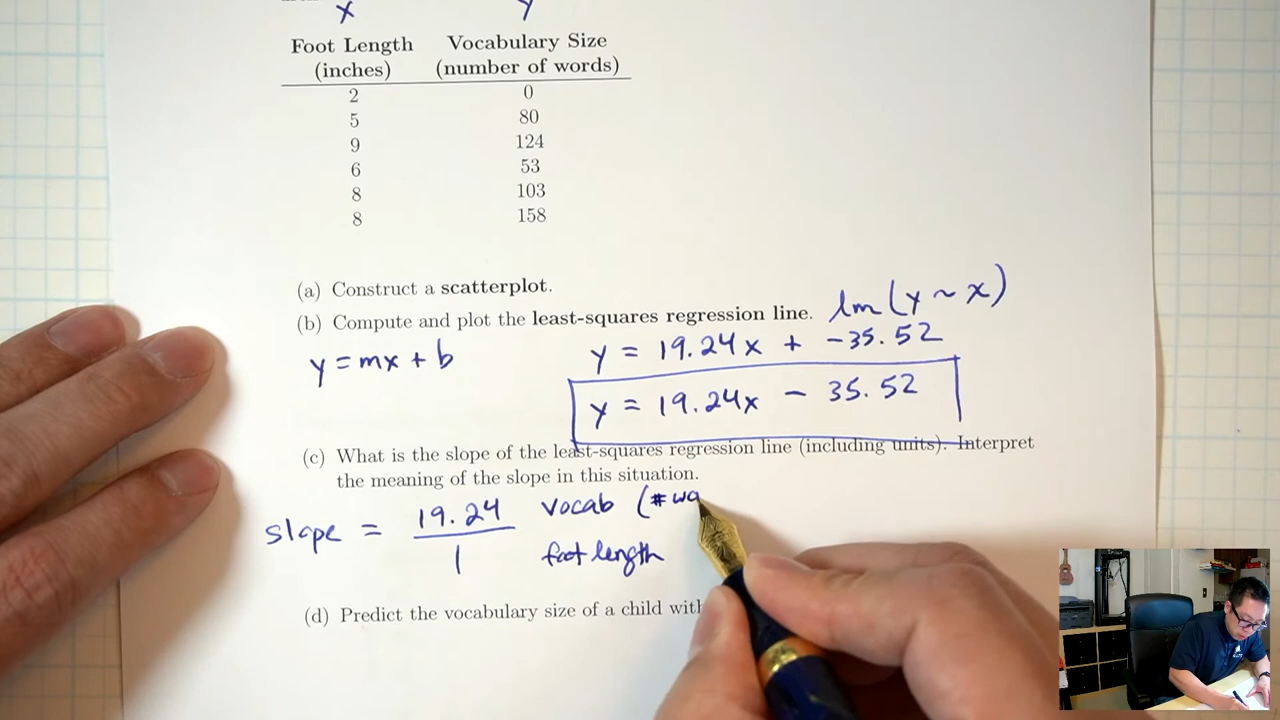 x y
Foot Length Vocabulary Size
(inches) (number of words)
2 0
5 80
9 124
6 53
8 103
8 158
(a) Construct a scatterplot.
(b) Compute and plot the least-squares regression line. lm(y ~ x)
y = mx + b
y = 19.24x + -35.52
y = 19.24x - 35.52
(c) What is the slope of the least-squares regression line (including units). Interpret
the meaning of the slope in this situation.
slope = 19.24 / 1
vocab (#wo
foot length
(d) Predict the vocabulary size of a child with